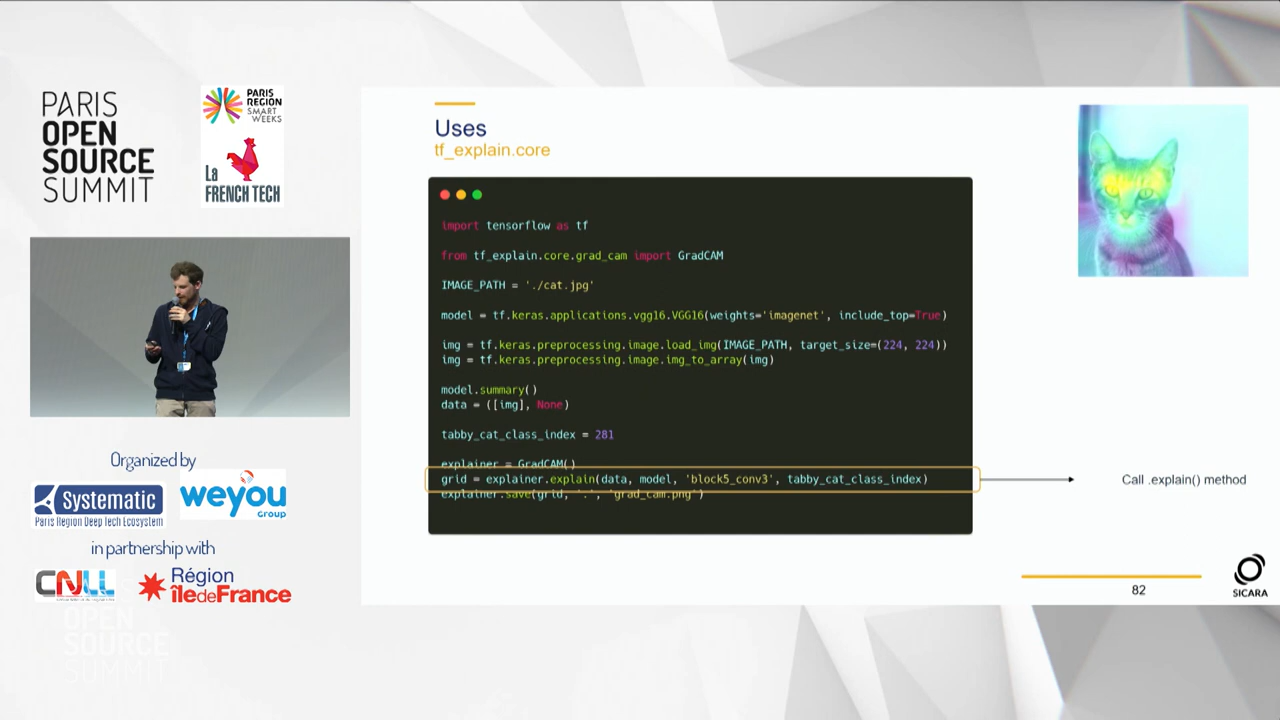 PARIS
OPEN
SOURCE
SUMMIT
PARIS
REGION
SMART
WEEKS
La
FRENCH TECH
Organized by
Systematic
Paris Region Deep Tech Ecosystem
weyou
group
in partnership with
CNLL
Région
îledeFrance
OPEN
SOURCE
SUMMIT
Uses
tf_explain.core
import tensorflow as tf
from tf_explain.core.grad_cam import GradCAM
IMAGE_PATH = './cat.jpg'
model = tf.keras.applications.vgg16.VGG16(weights='imagenet', include_top=True)
img = tf.keras.preprocessing.image.load_img(IMAGE_PATH, target_size=(224, 224))
img = tf.keras.preprocessing.image.img_to_array(img)
model.summary()
data = ([img], None)
tabby_cat_class_index = 281
explainer = GradCAM()
grid = explainer.explain(data, model, 'block5_conv3', tabby_cat_class_index)
explainer.save(grid, '.', 'grad_cam.png')
Call .explain() method
82
SICARA